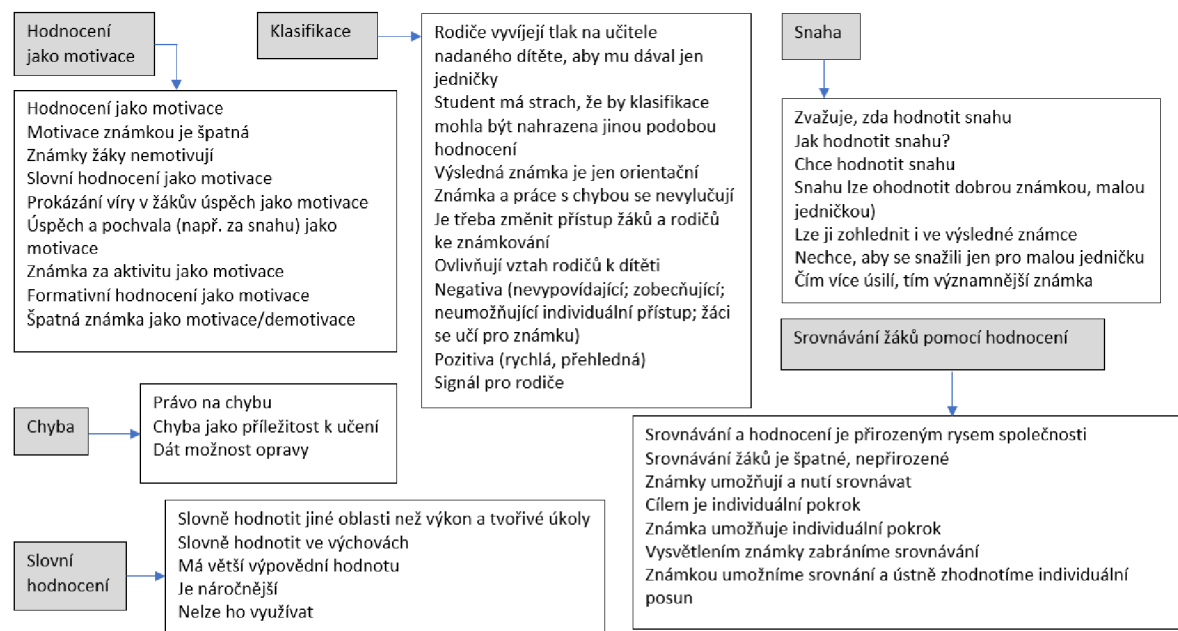 Hodnocení
jako motivace
Hodnocení jako motivace
Motivace známkou je špatná
Známky žáky nemotivují
Slovní hodnocení jako motivace
Prokázání víry v žákův úspěch jako motivace
Úspěch a pochvala (např. za snahu) jako
motivace
Známka za aktivitu jako motivace
Formativní hodnocení jako motivace
Špatná známka jako motivace/demotivace
Klasifikace
Rodiče vyvíjejí tlak na učitele
nadaného dítěte, aby mu dával jen
jedničky
Student má strach, že by klasifikace
mohla být nahrazena jinou podobou
hodnocení
Výsledná známka je jen orientační
Známka a práce s chybou se nevylučují
Je třeba změnit přístup žáků a rodičů
ke známkování
Ovlivňují vztah rodičů k dítěti
Negativa (nevypovídající; zobecňující;
neumožňující individuální přístup; žáci
se učí pro známku)
Pozitiva (rychlá, přehledná)
Signál pro rodiče
Snaha
Zvažuje, zda hodnotit snahu
Jak hodnotit snahu?
Chce hodnotit snahu
Snahu lze ohodnotit dobrou známkou, malou
jedničkou)
Lze ji zohlednit i ve výsledné známce
Nechce, aby se snažili jen pro malou jedničku
Čím více úsilí, tím významnější známka
Chyba
Právo na chybu
Chyba jako příležitost k učení
Dát možnost opravy
Srovnávání žáků pomocí hodnocení
Srovnávání a hodnocení je přirozeným rysem společnosti
Srovnávání žáků je špatné, nepřirozené
Známky umožňují a nutí srovnávat
Cílem je individuální pokrok
Známka umožňuje individuální pokrok
Vysvětlením známky zabráníme srovnávání
Známkou umožníme srovnání a ústně zhodnotíme individuální
posun
Slovní
hodnocení
Slovně hodnotit jiné oblasti než výkon a tvořivé úkoly
Slovně hodnotit ve výchovách
Má větší výpovědní hodnotu
Je náročnější
Nelze ho využívat